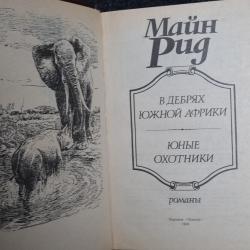 Майн
Рид
В ДЕБРЯХ
ЮЖНОЙ АФРИКИ
ЮНЫЕ
ОХОТНИКИ
романы